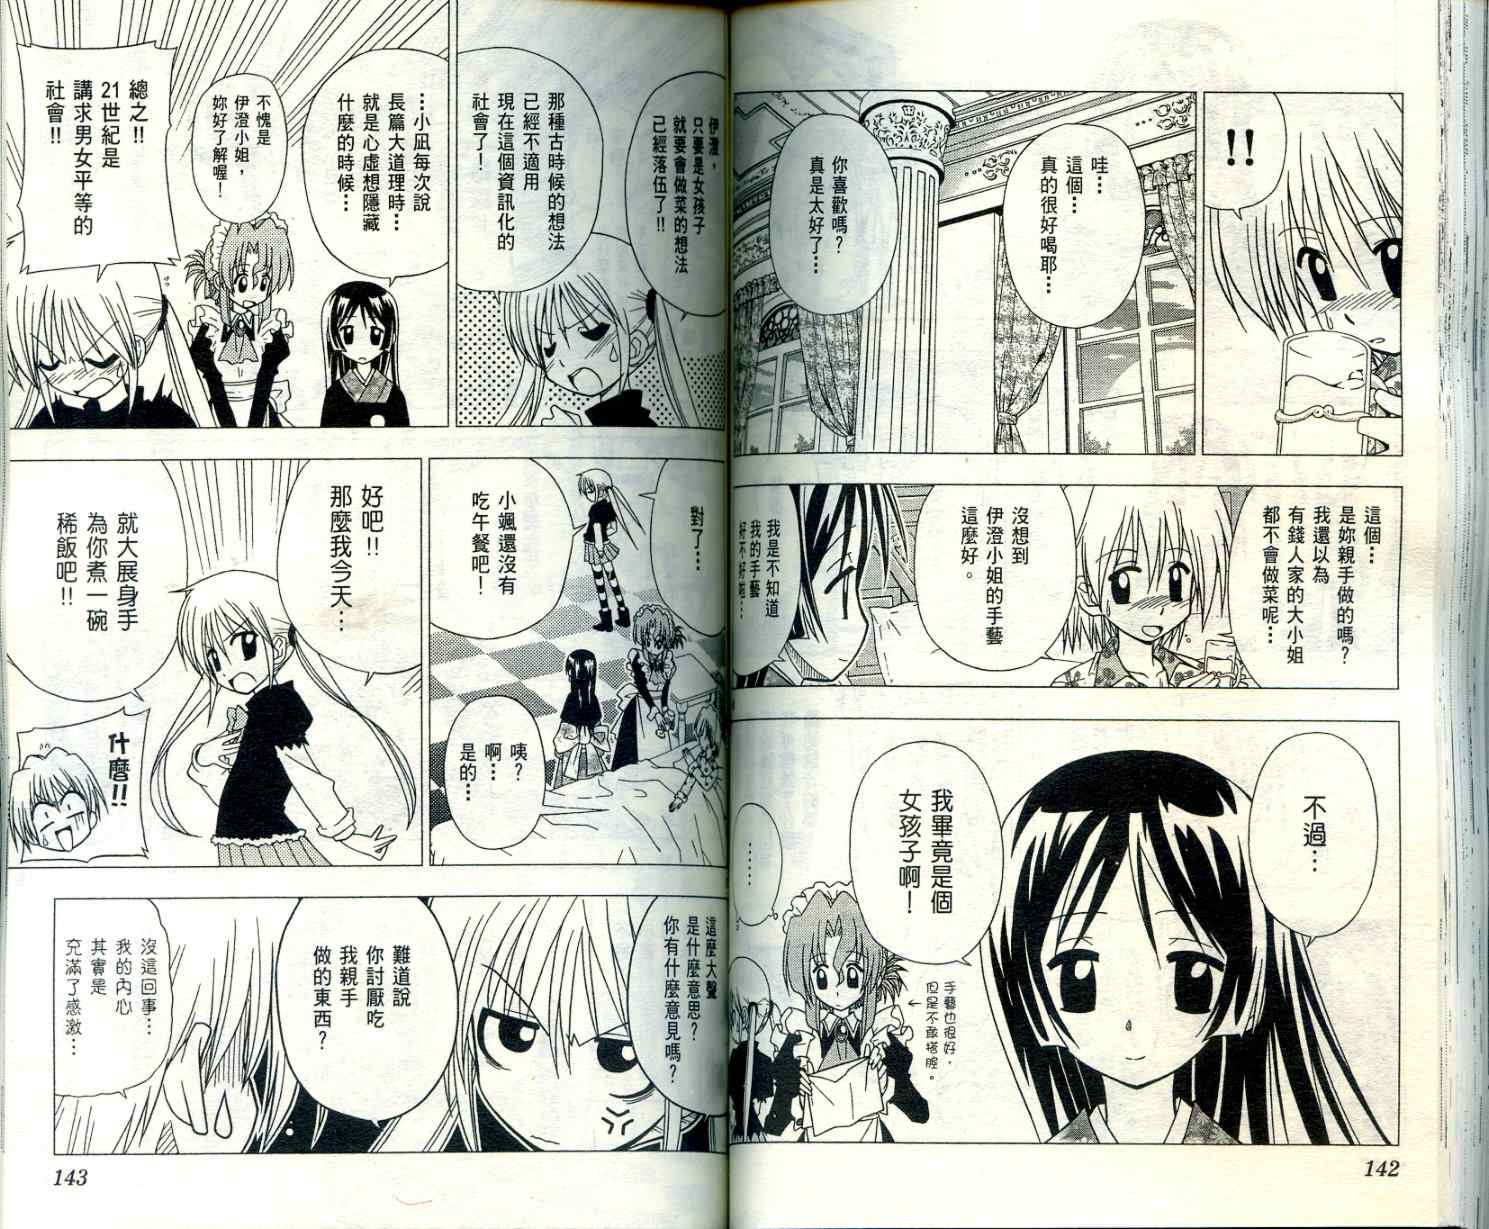 !!
哇…
這個…
真的很好喝耶…
你喜歡嗎？
真是太好了…
這個…
是妳親手做的嗎？
我還以為
有錢人家的大小姐
都不會做菜呢…
沒想到
伊澄小姐的手藝
這麼好。
我是不知道
我的手藝
好不好啦…
不過…
我畢竟是個
女孩子啊！
手藝也很好，
但是不敢搭腔。
……
142
伊澄，
只要是女孩子
就要會做菜的想法
已經落伍了!!
那種古時候的想法
已經不適用
現在這個資訊化的
社會了！
…小凪每次說
長篇大道理時…
就是心虛想隱藏
什麼的時候…
不愧是
伊澄小姐，
妳好了解喔！
總之!!
21世紀是
講求男女平等的
社會!!
對了…
小颯還沒有
吃午餐吧！
咦？
啊…
是的…
好吧!!
那麼我今天…
就大展身手
為你煮一碗
稀飯吧!!
什麼!!
這麼大聲
是什麼意思？
你有什麼意見嗎？
難道說
你討厭吃
我親手
做的東西？
沒這回事…
我的內心
其實是
充滿了感激…
143